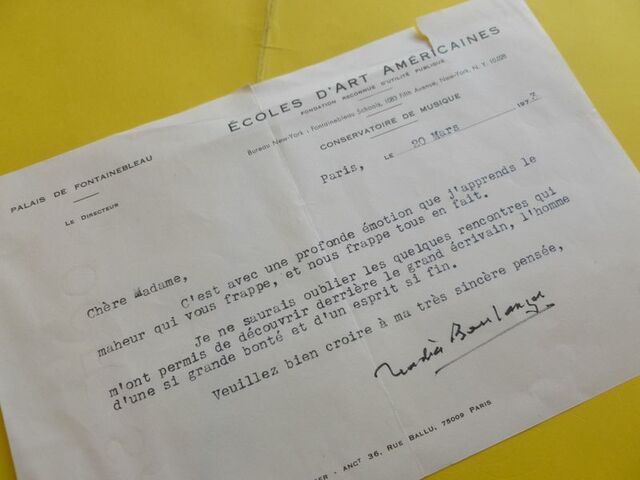 ÉCOLES D'ART AMÉRICAINES
FONDATION RECONNUE D'UTILITÉ PUBLIQUE
Bureau New-York : Fontainebleau Schools, 1083 Fifth Avenue, New-York, N. Y. 10.028
CONSERVATOIRE DE MUSIQUE
PALAIS DE FONTAINEBLEAU
LE DIRECTEUR
Paris, LE 20 Mars 1973
Chère Madame,
C'est avec une profonde émotion que j'apprends le
maheur qui vous frappe, et nous frappe tous en fait.
Je ne saurais oublier les quelques rencontres qui
m'ont permis de découvrir derrière le grand écrivain, l'homme
d'une si grande bonté et d'un esprit si fin.
Veuillez bien croire à ma très sincère pensée,
Nadia Boulanger
ANCT 36, RUE BALLU, 75009 PARIS